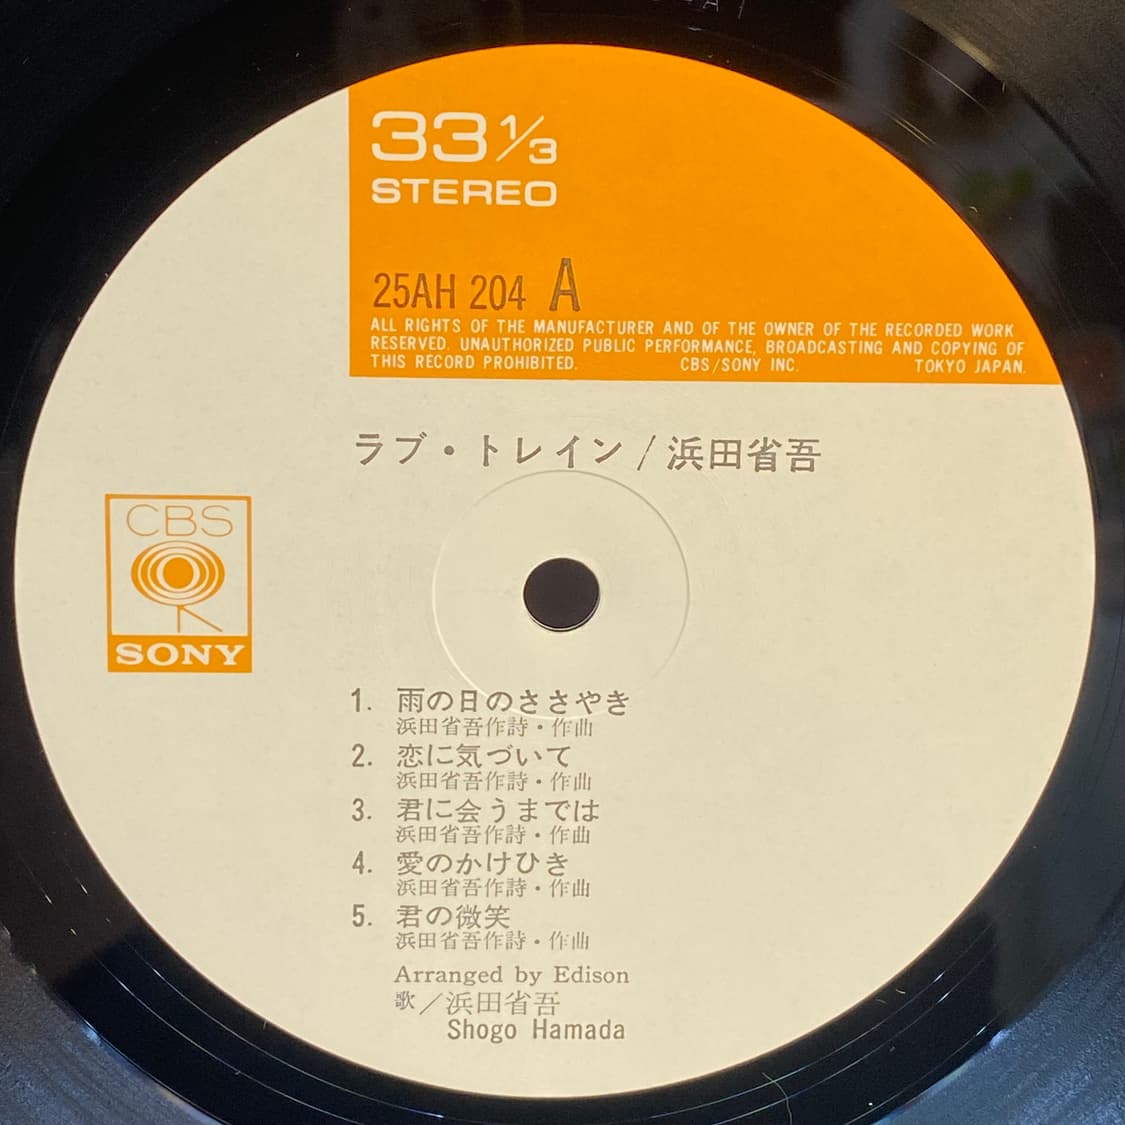 33 1/3
STEREO
25AH 204 A
ALL RIGHTS OF THE MANUFACTURER AND OF THE OWNER OF THE RECORDED WORK
RESERVED. UNAUTHORIZED PUBLIC PERFORMANCE, BROADCASTING AND COPYING OF
THIS RECORD PROHIBITED. CBS/SONY INC. TOKYO JAPAN.
ラブ・トレイン/浜田省吾
CBS
SONY
1. 雨の日のささやき
浜田省吾作詩・作曲
2. 恋に気づいて
浜田省吾作詩・作曲
3. 君に会うまでは
浜田省吾作詩・作曲
4. 愛のかけひき
浜田省吾作詩・作曲
5. 君の微笑
浜田省吾作詩・作曲
Arranged by Edison
歌/浜田省吾
Shogo Hamada